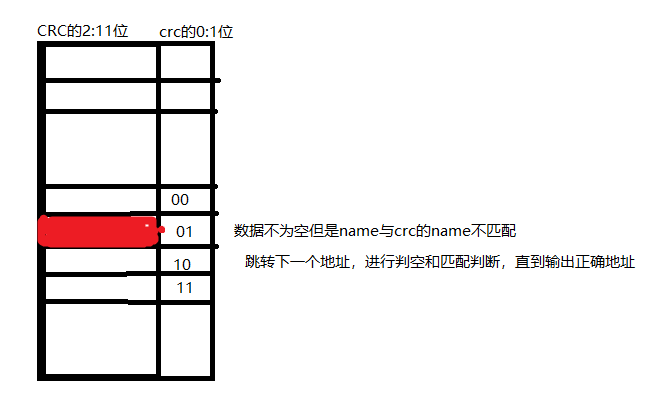 CRC的2:11位 crc的0:1位
00
01 数据不为空但是name与crc的name不匹配
10 跳转下一个地址，进行判空和匹配判断，直到输出正确地址
11